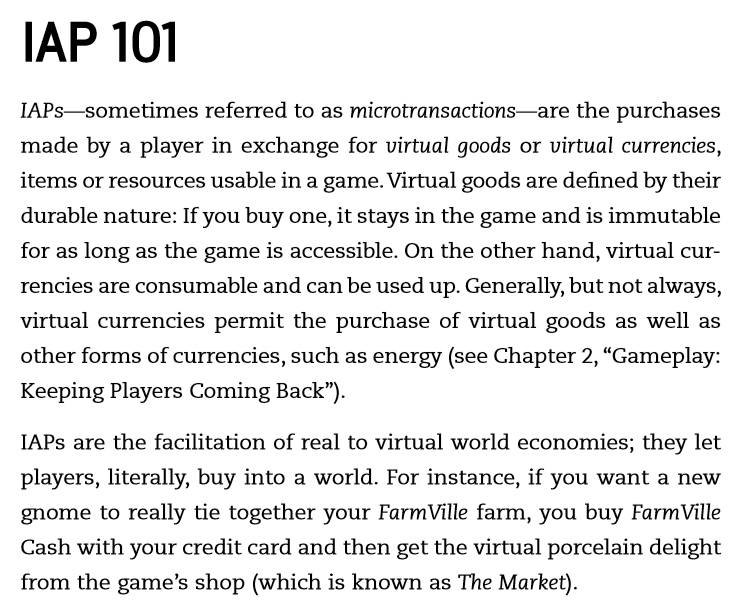 IAP 101
IAPs—sometimes referred to as microtransactions—are the purchases
made by a player in exchange for virtual goods or virtual currencies,
items or resources usable in a game. Virtual goods are defined by their
durable nature: If you buy one, it stays in the game and is immutable
for as long as the game is accessible. On the other hand, virtual cur-
rencies are consumable and can be used up. Generally, but not always,
virtual currencies permit the purchase of virtual goods as well as
other forms of currencies, such as energy (see Chapter 2, “Gameplay:
Keeping Players Coming Back”).
IAPs are the facilitation of real to virtual world economies; they let
players, literally, buy into a world. For instance, if you want a new
gnome to really tie together your FarmVille farm, you buy FarmVille
Cash with your credit card and then get the virtual porcelain delight
from the game’s shop (which is known as The Market).